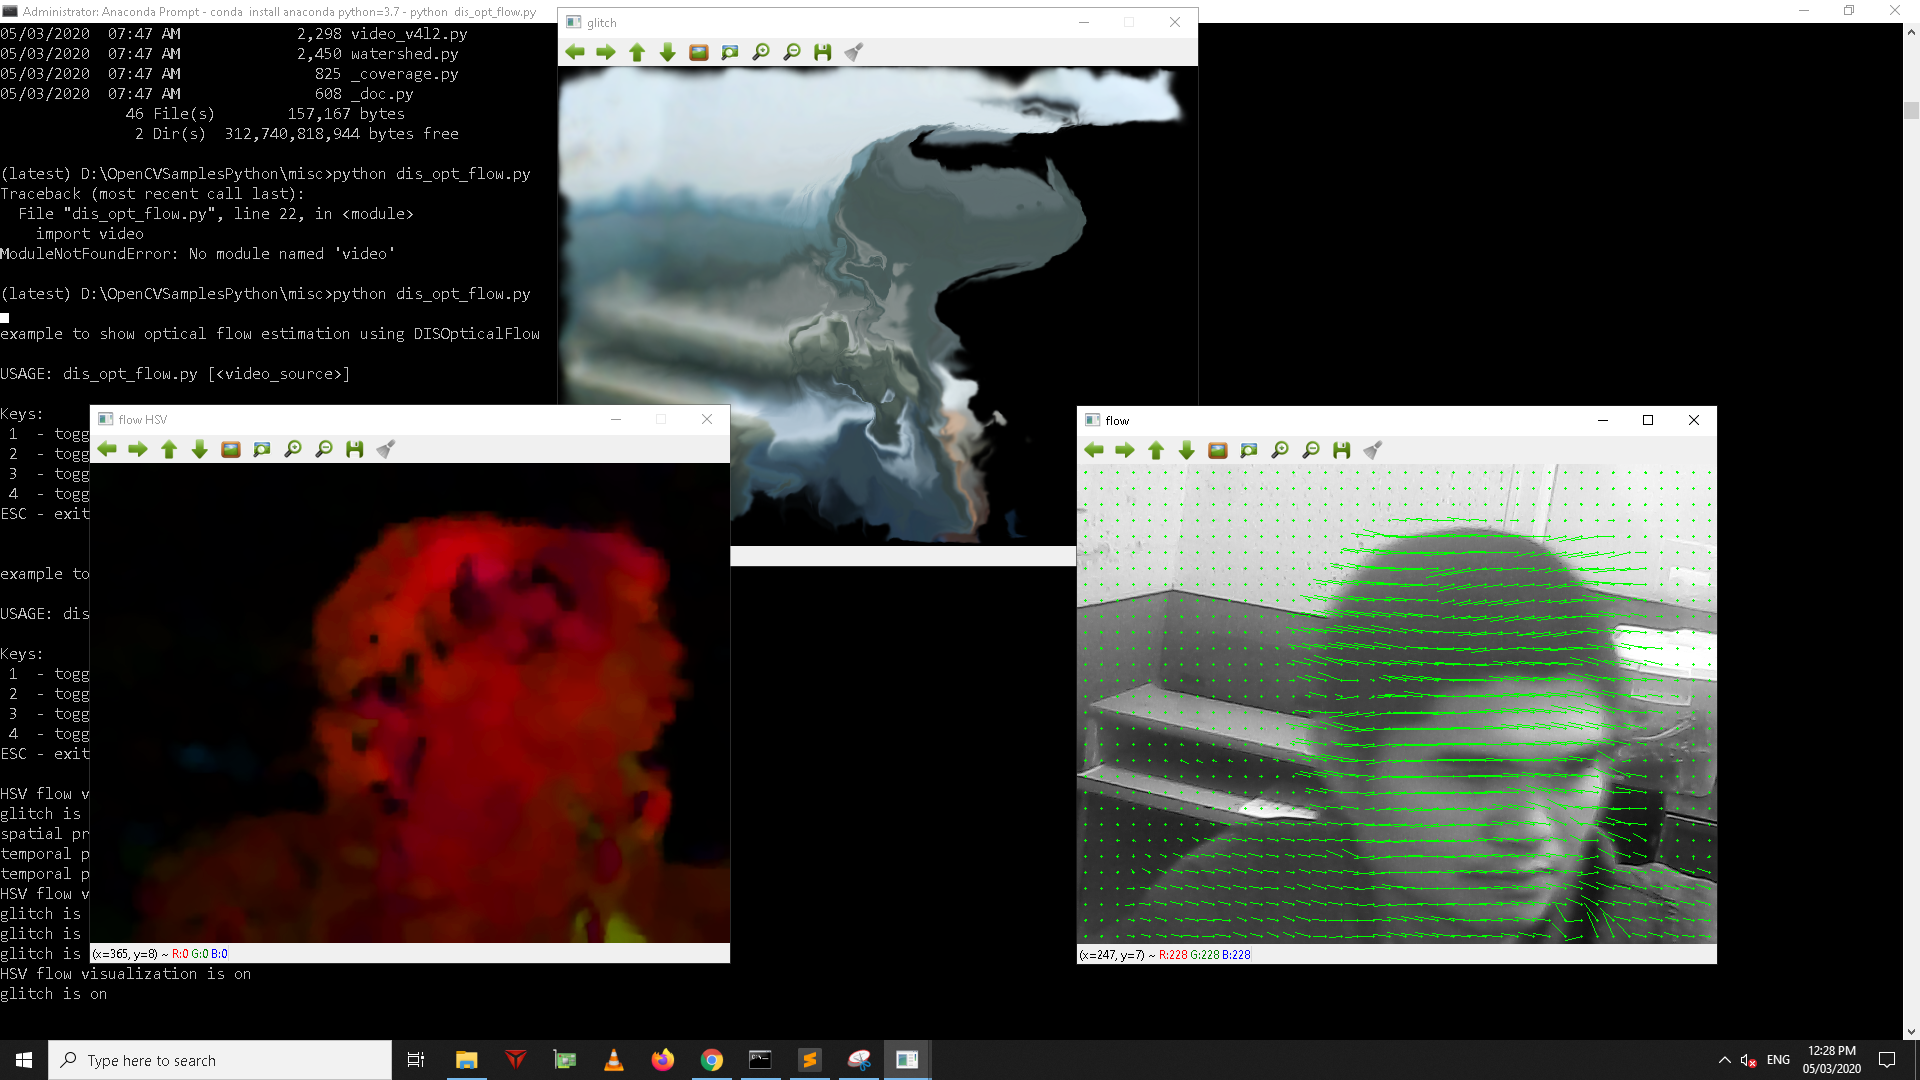 Administrator: Anaconda Prompt - conda install anaconda python=3.7 - python dis_opt_flow.py
05/03/2020 07:47 AM 2,298 video_v4l2.py
05/03/2020 07:47 AM 2,450 watershed.py
05/03/2020 07:47 AM 825 _coverage.py
05/03/2020 07:47 AM 608 _doc.py
46 File(s) 157,167 bytes
2 Dir(s) 312,740,818,944 bytes free
(latest) D:\OpenCVSamplesPython\misc>python dis_opt_flow.py
Traceback (most recent call last):
File "dis_opt_flow.py", line 22, in <module>
import video
ModuleNotFoundError: No module named 'video'
(latest) D:\OpenCVSamplesPython\misc>python dis_opt_flow.py
example to show optical flow estimation using DISOpticalFlow
USAGE: dis_opt_flow.py [<video_source>]
Keys:
1 - togg
2 - togg
3 - togg
4 - togg
ESC - exit
example to
USAGE: dis
Keys:
1 - togg
2 - togg
3 - togg
4 - togg
ESC - exit
HSV flow v
glitch is
spatial pr
temporal p
temporal p
HSV flow v
glitch is
glitch is
glitch is
HSV flow visualization is on
glitch is on
glitch
flow HSV
(x=365, y=8) ~ R:0 G:0 B:0
flow
(x=247, y=7) ~ R:228 G:228 B:228
Type here to search
ENG
12:28 PM
05/03/2020